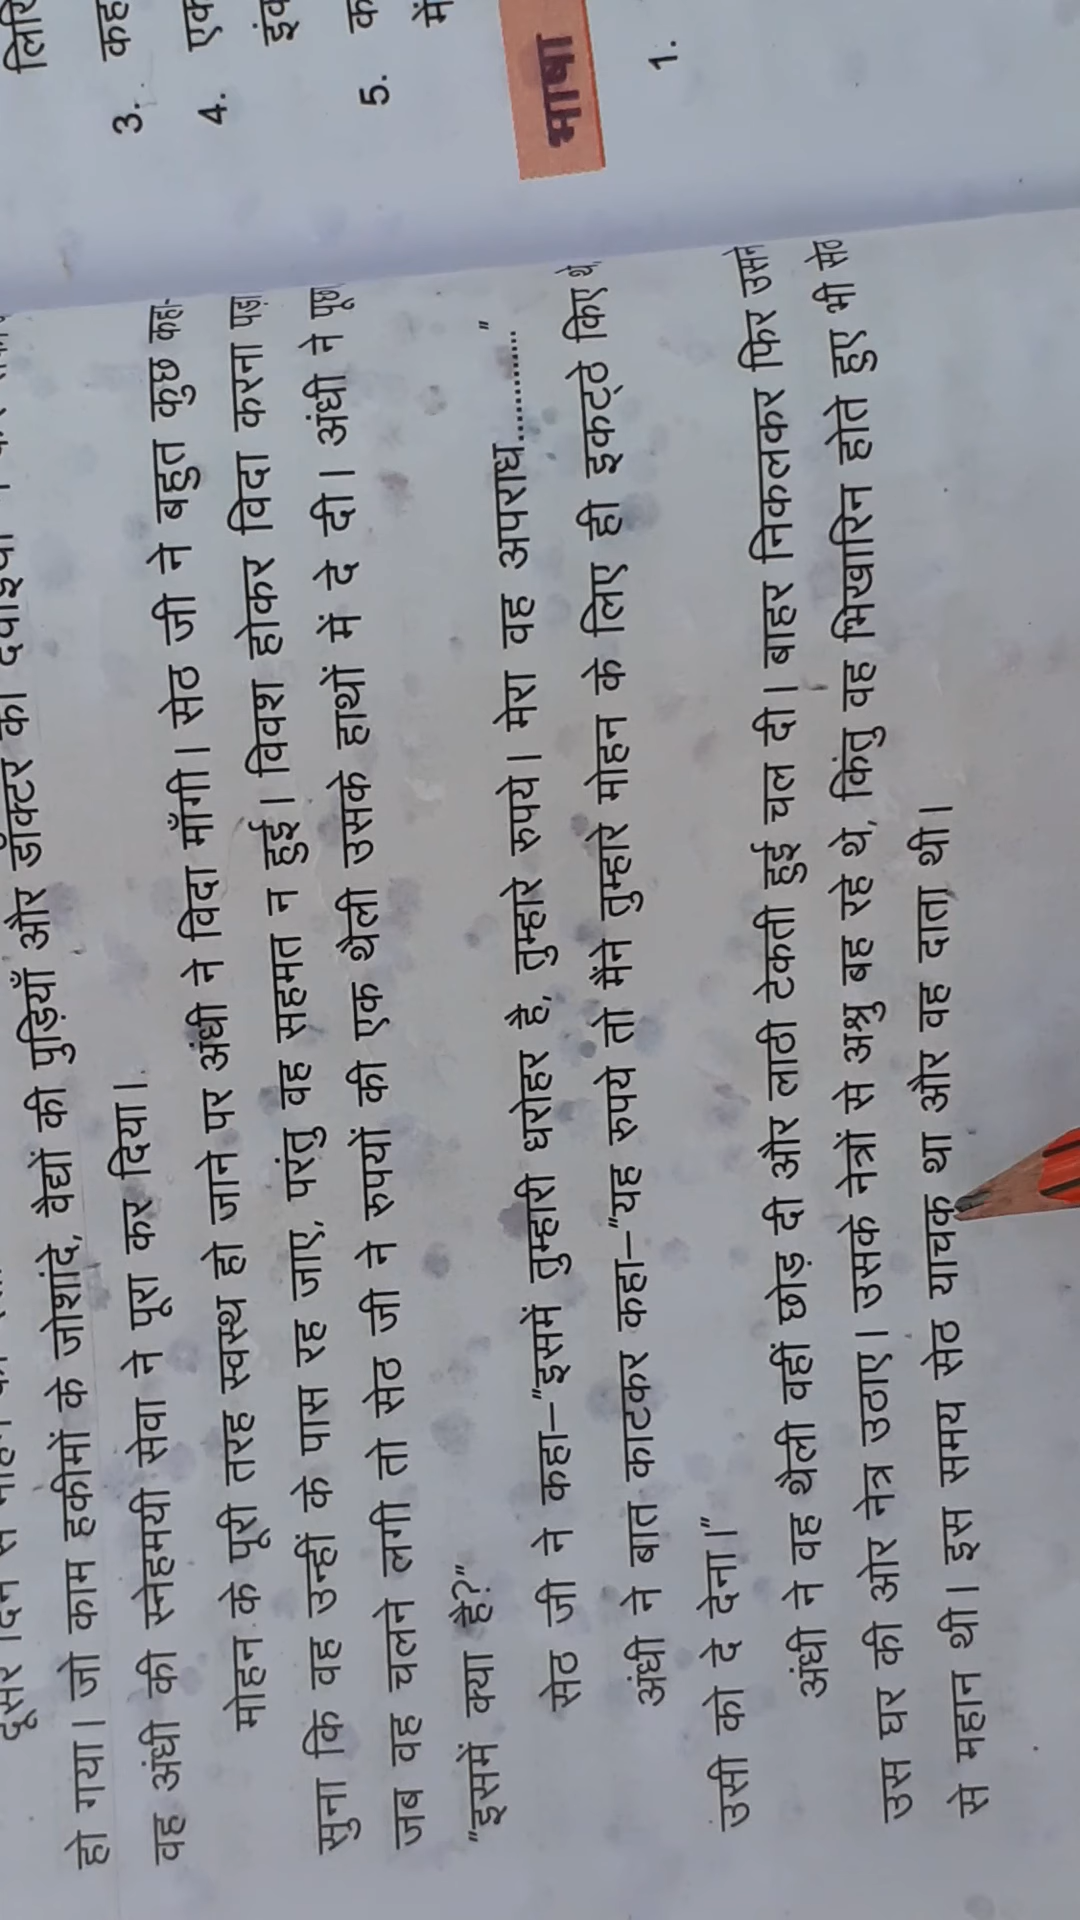 हो गया। जो काम हकीमों के जोशांदे, वैद्यों की पुड़ियाँ और डॉक्टर की
वह अंधी की स्नेहमयी सेवा ने पूरा कर दिया।
मोहन के पूरी तरह स्वस्थ हो जाने पर अंधी ने विदा माँगी। सेठ जी ने बहुत कुछ कहा-
सुना कि वह उन्हीं के पास रह जाए, परंतु वह सहमत न हुई। विवश होकर विदा करना पड़ा
जब वह चलने लगी तो सेठ जी ने रुपयों की एक थैली उसके हाथों में दे दी। अंधी ने पूछा
"इसमें क्या है?"
सेठ जी ने कहा–"इसमें तुम्हारी धरोहर है, तुम्हारे रुपये। मेरा वह अपराध............"
अंधी ने बात काटकर कहा–"यह रुपये तो मैंने तुम्हारे मोहन के लिए ही इकट्ठे किए थे,
उसी को दे देना।"
अंधी ने वह थैली वहीं छोड़ दी और लाठी टेकती हुई चल दी। बाहर निकलकर फिर उसने
उस घर की ओर नेत्र उठाए। उसके नेत्रों से अश्रु बह रहे थे, किंतु वह भिखारिन होते हुए भी सेठ
से महान थी। इस समय सेठ याचक था और वह दाता थी।
3. कह
4. एक
5. क
में
भाषा
1.